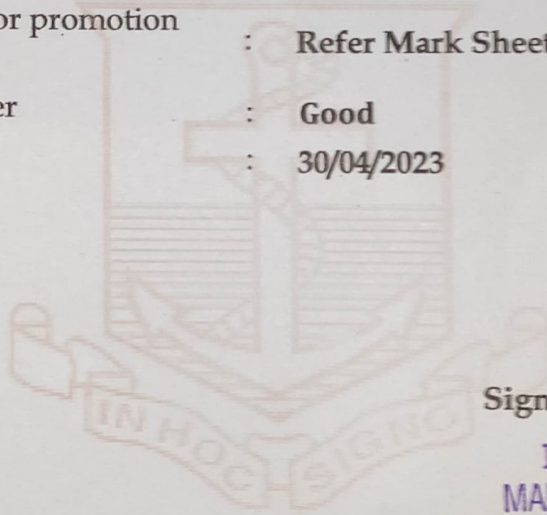 or promotion
: Refer Mark Sheet
er : Good
: 30/04/2023
IN HOC SIGNO
Sign
MA